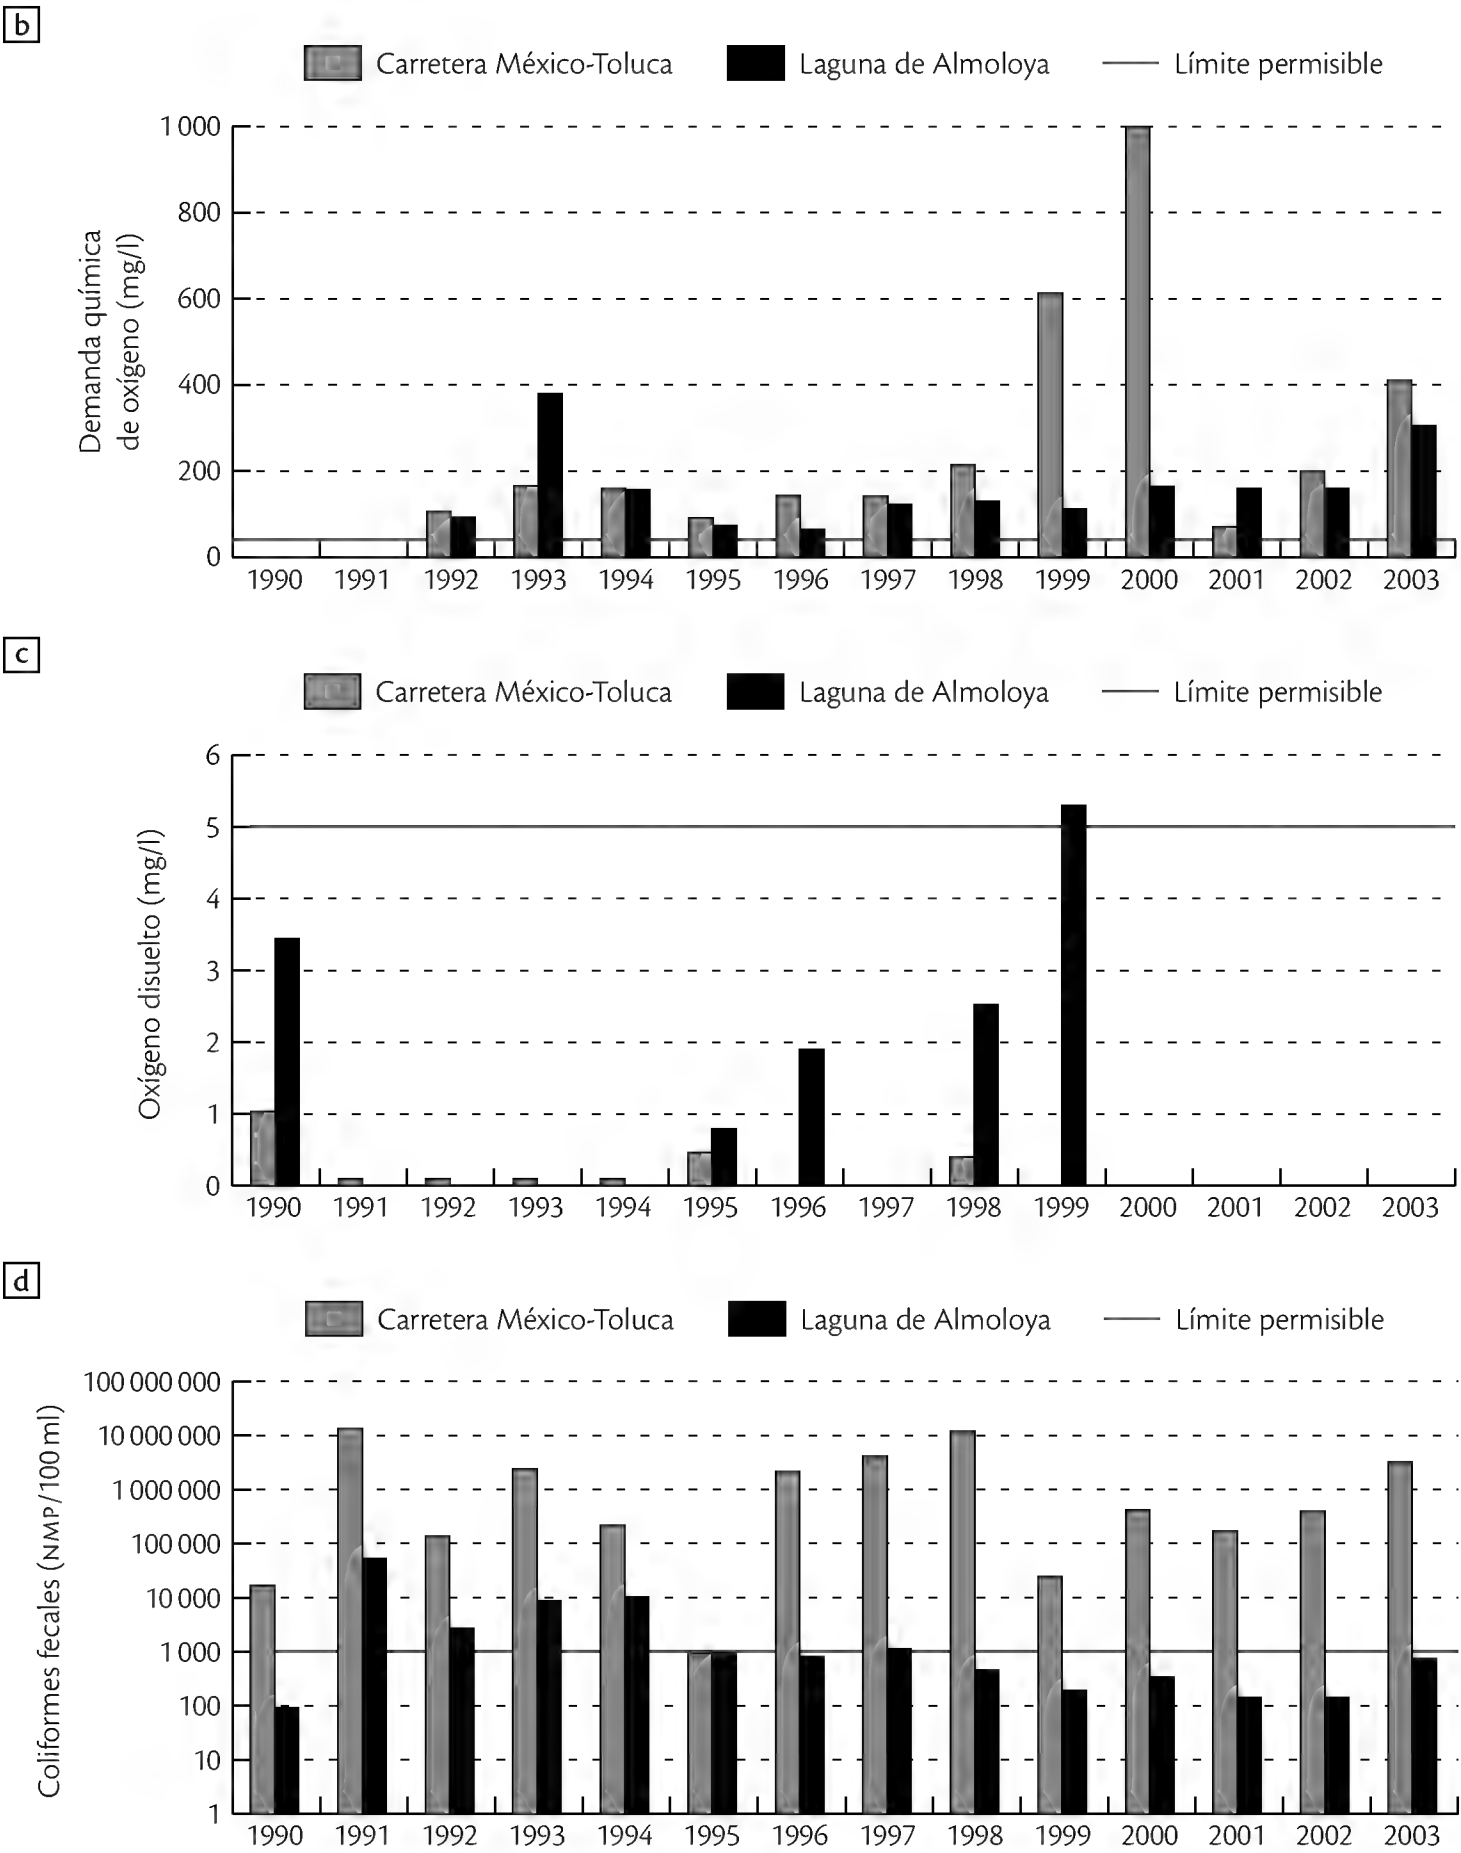 b
Carretera México-Toluca Laguna de Almoloya Límite permisible
1 000
800
600
400
200
0
Demanda química
de oxígeno (mg/l)
1990 1991 1992 1993 1994 1995 1996 1997 1998 1999 2000 2001 2002 2003
c
Carretera México-Toluca Laguna de Almoloya Límite permisible
6
5
4
3
2
1
0
Oxígeno disuelto (mg/l)
1990 1991 1992 1993 1994 1995 1996 1997 1998 1999 2000 2001 2002 2003
d
Carretera México-Toluca Laguna de Almoloya Límite permisible
100 000 000
10 000 000
1 000 000
100 000
10 000
1 000
100
10
1
Coliformes fecales (NMP/100 ml)
1990 1991 1992 1993 1994 1995 1996 1997 1998 1999 2000 2001 2002 2003